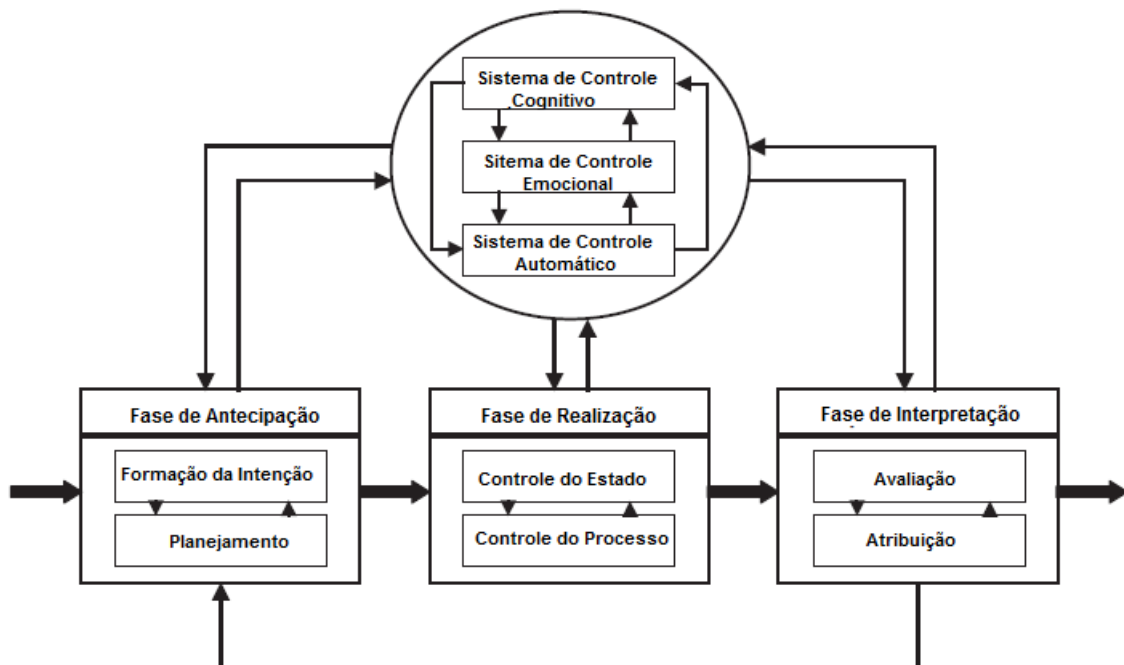 Sistema de Controle
Cognitivo
Sitema de Controle
Emocional
Sistema de Controle
Automático
Fase de Antecipação
Formação da Intenção
Planejamento
Fase de Realização
Controle do Estado
Controle do Processo
Fase de Interpretação
Avaliação
Atribuição